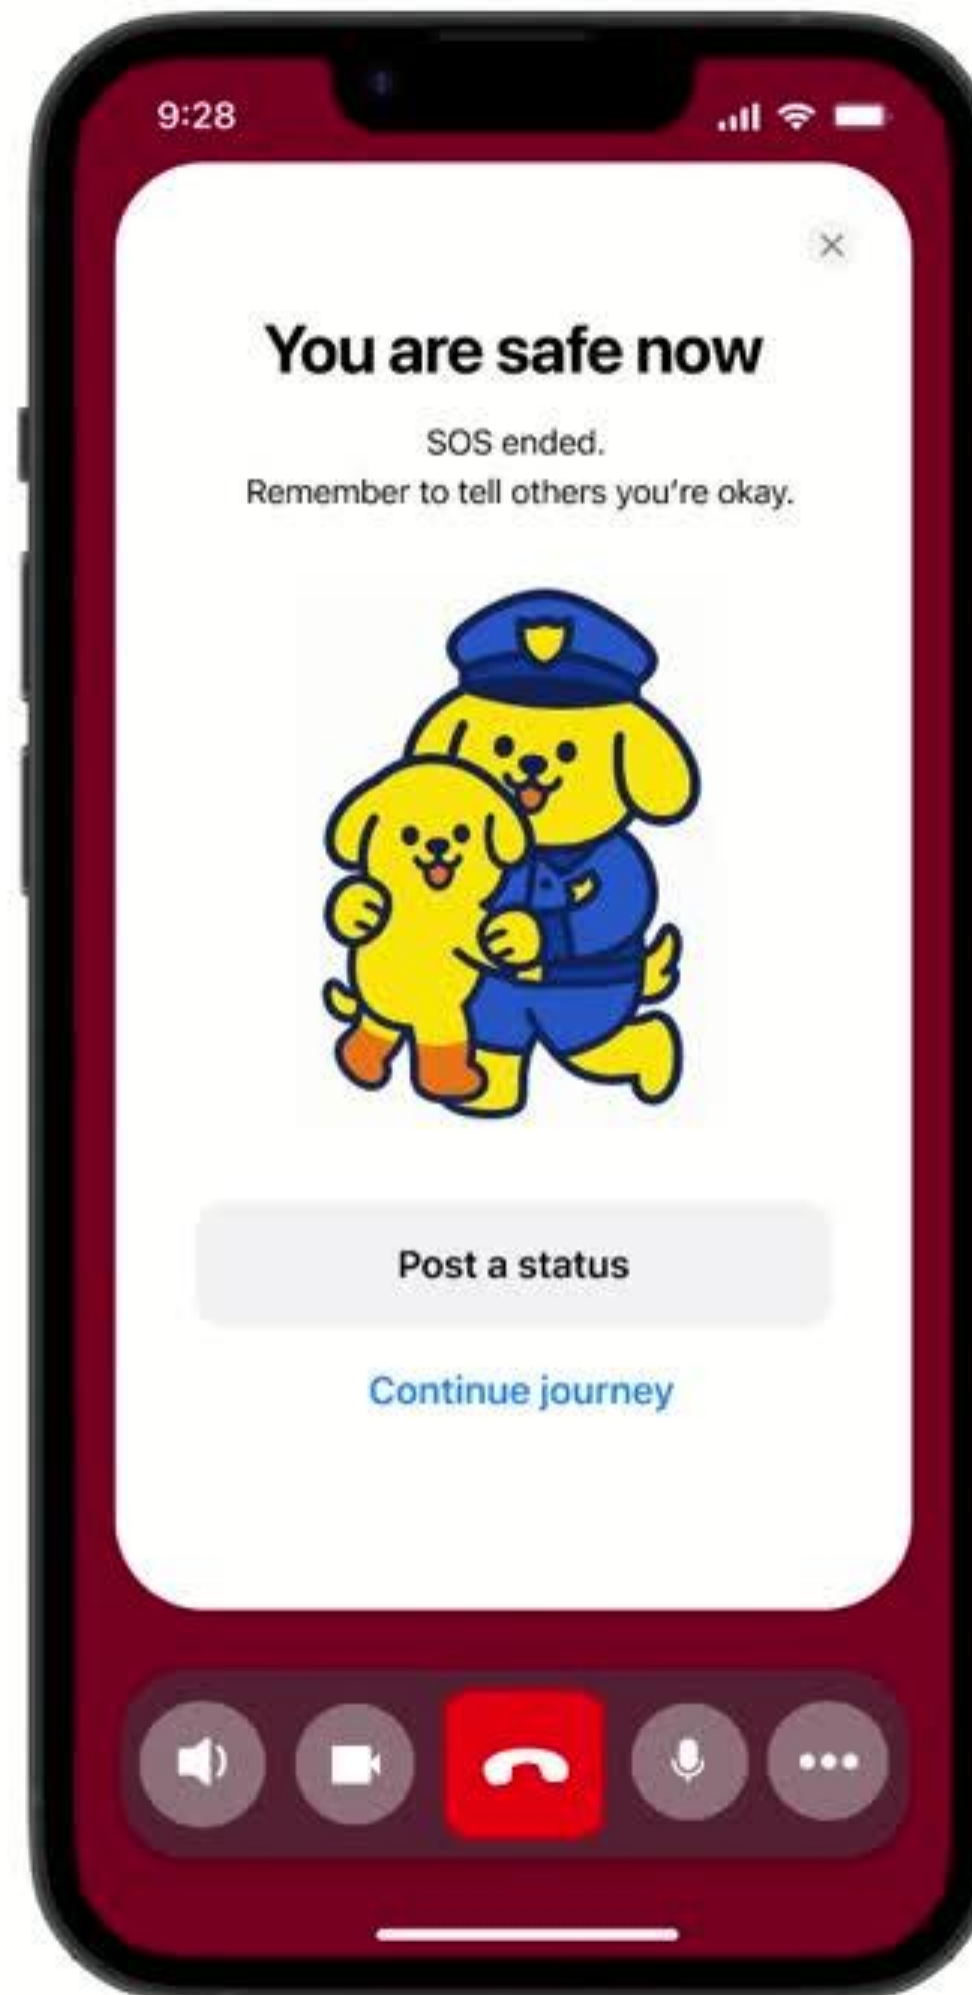 9:28
You are safe now
SOS ended.
Remember to tell others you're okay.
Post a status
Continue journey